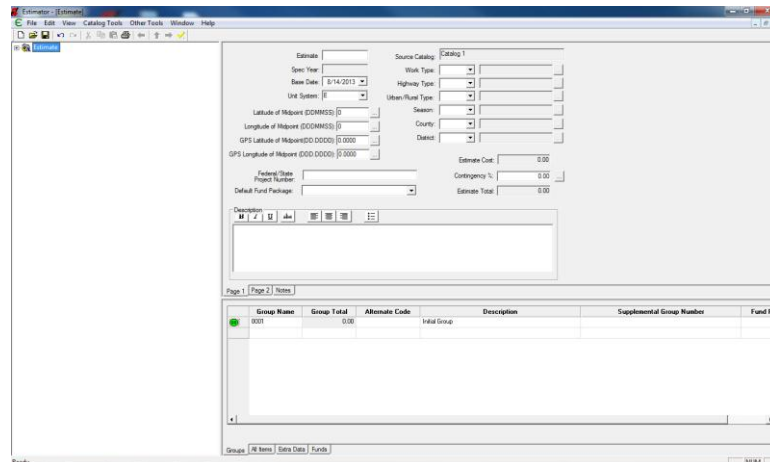 Estimator - [Estimate]
File Edit View Catalog Tools Other Tools Window Help
Estimate
Estimate
Source Catalog: Catalog 1
Spec Year:
Work Type:
Base Date: 8/14/2013
Highway Type:
Unit System: E
Urban/Rural Type:
Latitude of Midpoint (DDMMSS): 0
Season:
Longitude of Midpoint (DDDMMSS): 0
County:
GPS Latitude of Midpoint(DD.DDDD): 0.0000
District:
GPS Longitude of Midpoint (DDD.DDDD): 0.0000
Estimate Cost: 0.00
Federal/State Project Number:
Contingency %: 0.00
Default Fund Package:
Estimate Total: 0.00
Description
B I U abc
Page 1 Page 2 Notes
Group Name Group Total Alternate Code Description Supplemental Group Number Fund
0001 0.00 Initial Group
Groups All Items Extra Data Funds
Ready